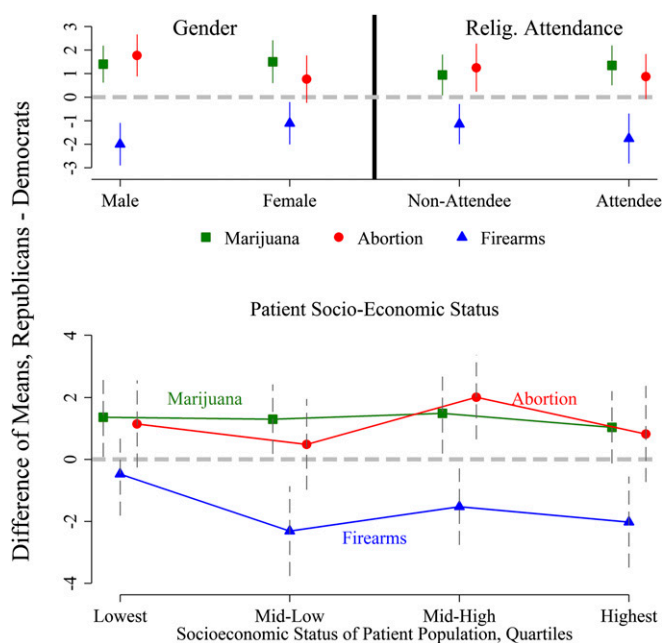 Gender Relig. Attendance
3
2
1
0
-1
-2
-3
Male Female Non-Attendee Attendee
Marijuana Abortion Firearms
Difference of Means, Republicans - Democrats
Patient Socio-Economic Status
4
2
0
-2
-4
Marijuana Abortion
Firearms
Lowest Mid-Low Mid-High Highest
Socioeconomic Status of Patient Population, Quartiles